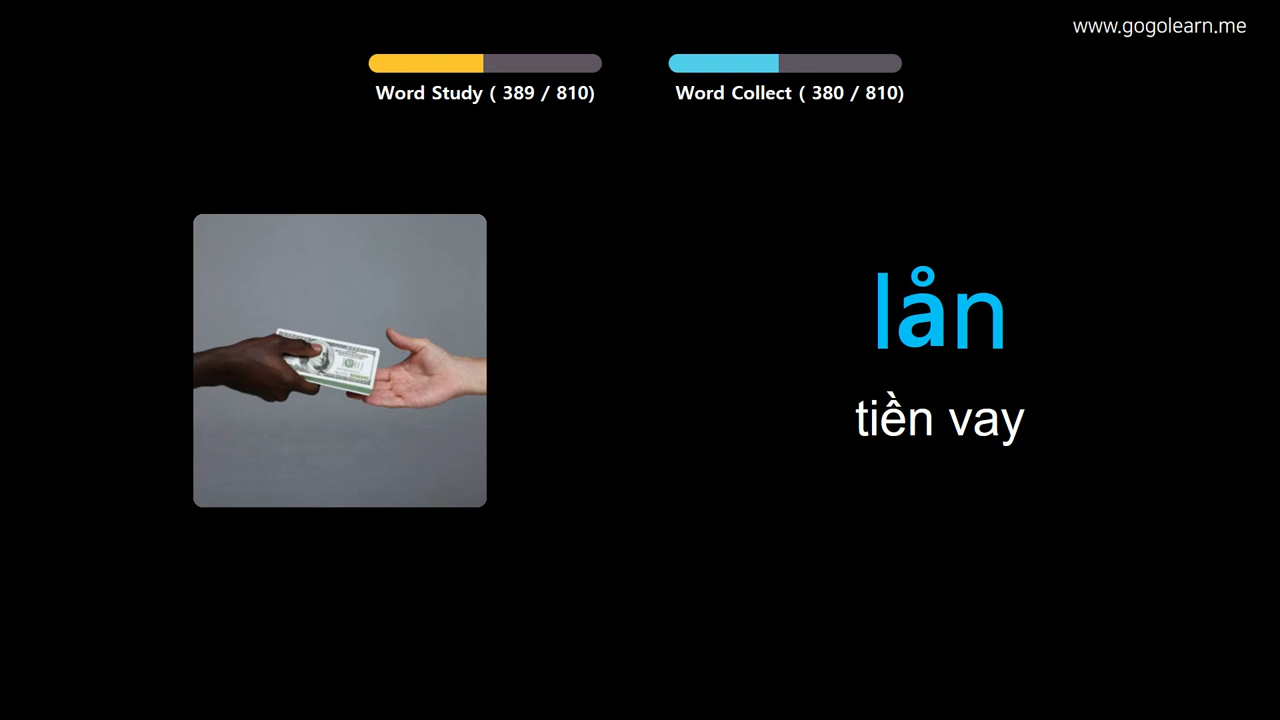 www.gogolearn.me
Word Study ( 389 / 810)
Word Collect ( 380 / 810)
lån
tiền vay